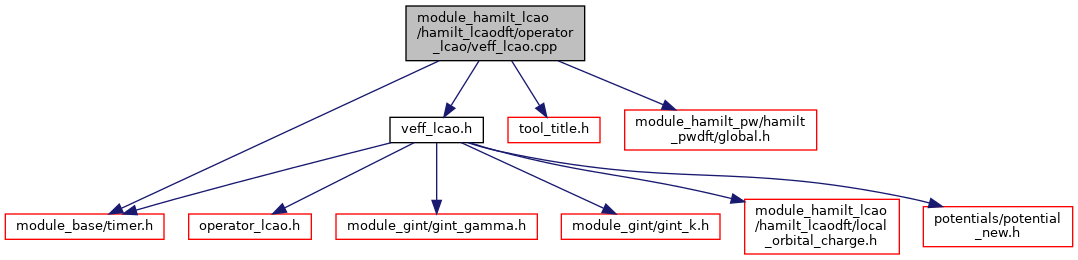 module_hamilt_lcao
/hamilt_lcaodft/operator
_lcao/veff_lcao.cpp
veff_lcao.h
tool_title.h
module_hamilt_pw/hamilt
_pwdft/global.h
module_base/timer.h
operator_lcao.h
module_gint/gint_gamma.h
module_gint/gint_k.h
module_hamilt_lcao
/hamilt_lcaodft/local
_orbital_charge.h
potentials/potential
_new.h